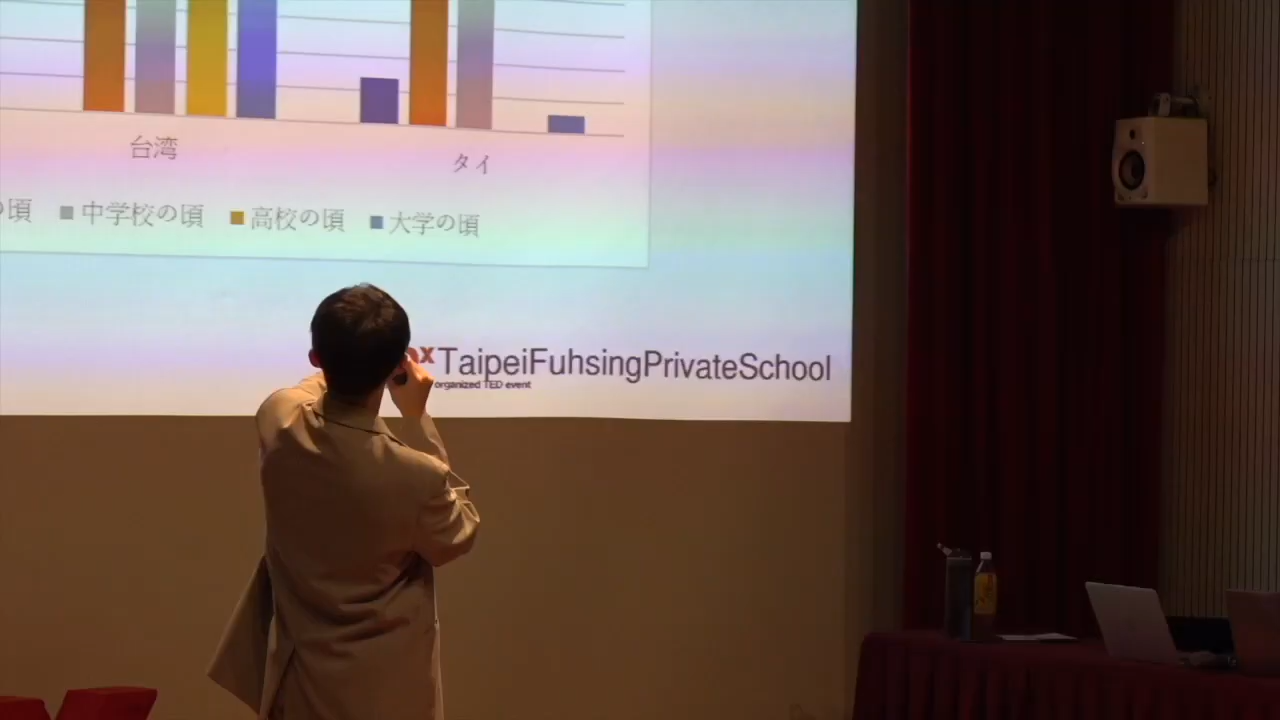 台湾
タイ
の頃 中学校の頃 高校の頃 大学の頃
x TaipeiFuhsingPrivateSchool
organized TED event